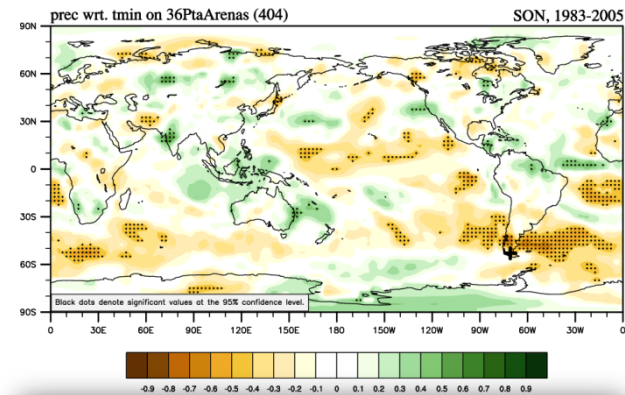 prec wrt. tmin on 36PtaArenas (404) SON, 1983-2005
90N
60N
30N
0
30S
60S
90S
Black dots denote significant values at the 95% confidence level.
0 30E 60E 90E 120E 150E 180 150W 120W 90W 60W 30W 0
-0.9 -0.8 -0.7 -0.6 -0.5 -0.4 -0.3 -0.2 -0.1 0 0.1 0.2 0.3 0.4 0.5 0.6 0.7 0.8 0.9